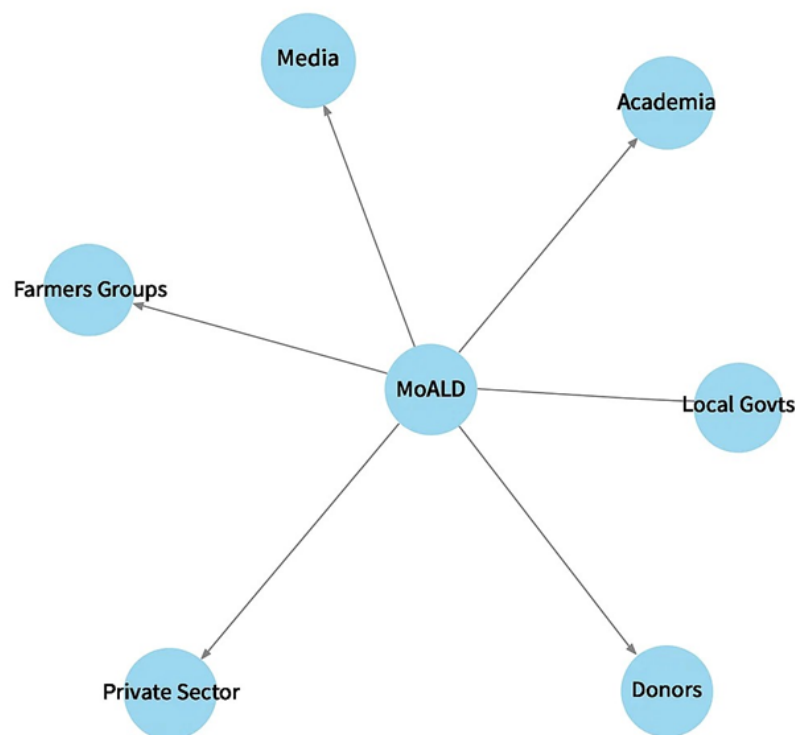 Media
Academia
Farmers Groups
MoALD
Local Govts
Private Sector
Donors